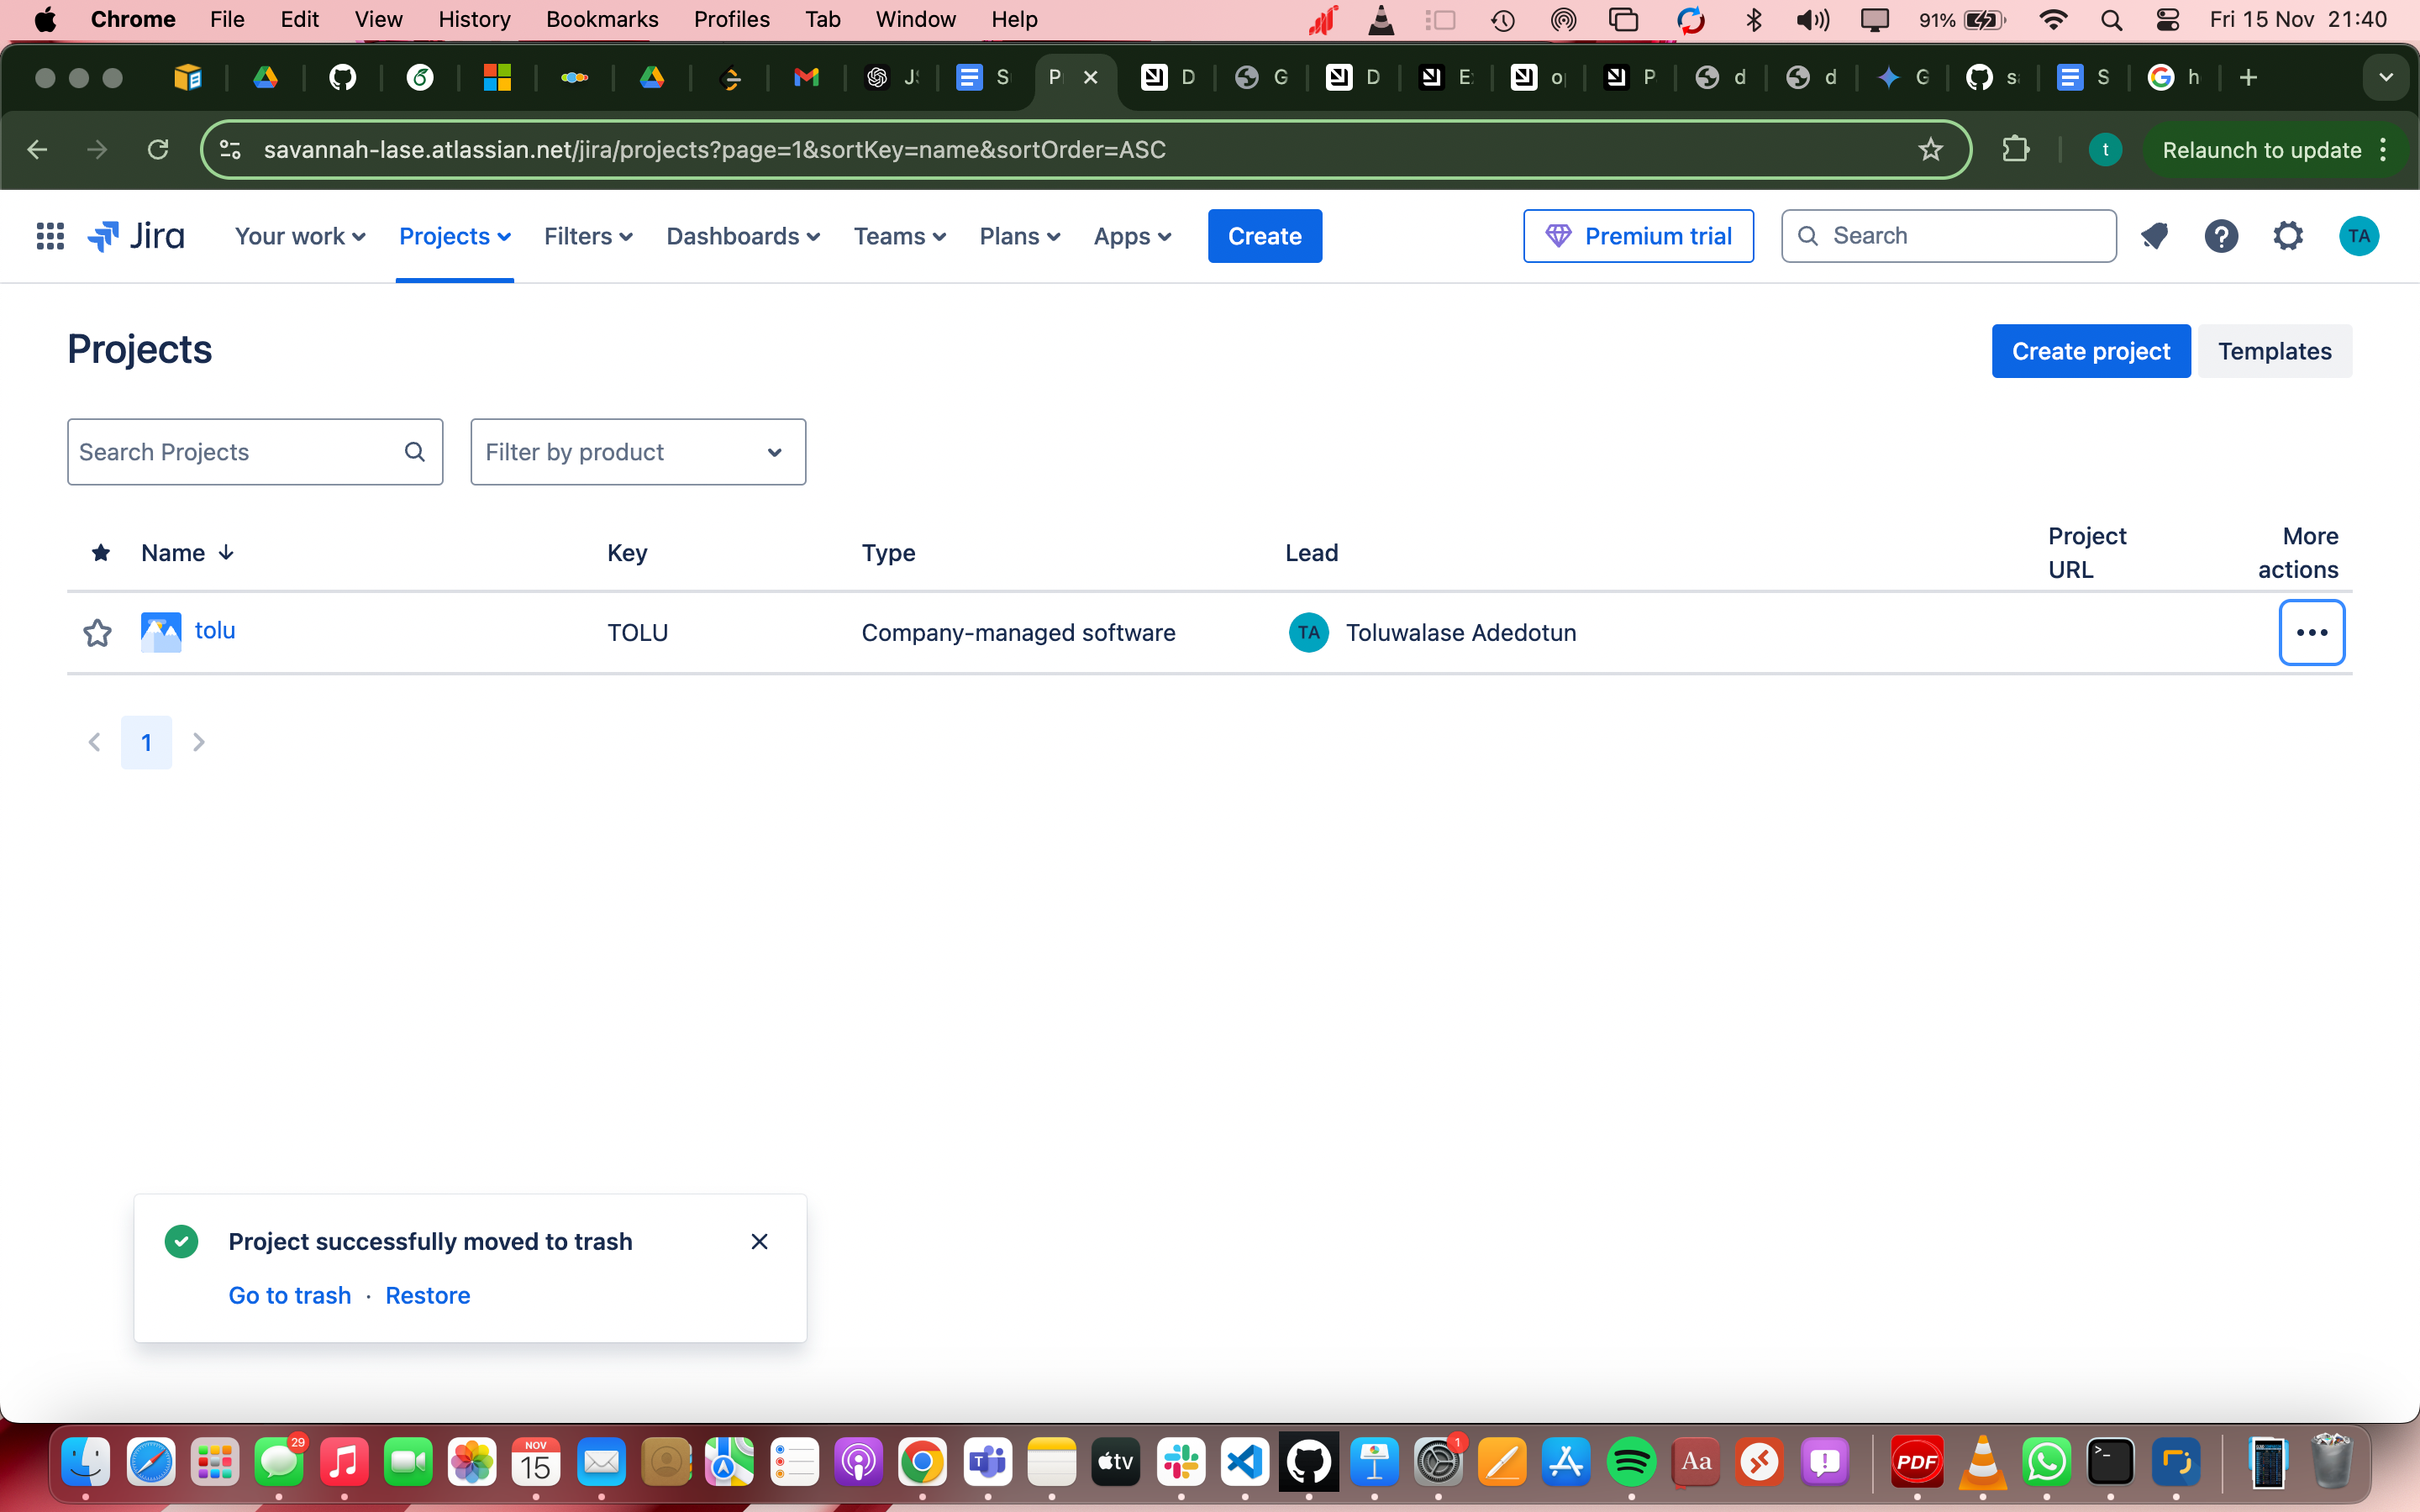 Chrome File Edit View History Bookmarks Profiles Tab Window Help 91% Fri 15 Nov 21:40
JS S P D G D E o P d d G s S h
savannah-lase.atlassian.net/jira/projects?page=1&sortKey=name&sortOrder=ASC t Relaunch to update
Jira Your work Projects Filters Dashboards Teams Plans Apps Create Premium trial Search TA
Projects Create project Templates
Search Projects Filter by product
Name Key Type Lead Project URL More actions
tolu TOLU Company-managed software TA Toluwalase Adedotun
1
Project successfully moved to trash
Go to trash · Restore
29 NOV 15 tv 1 Aa PDF